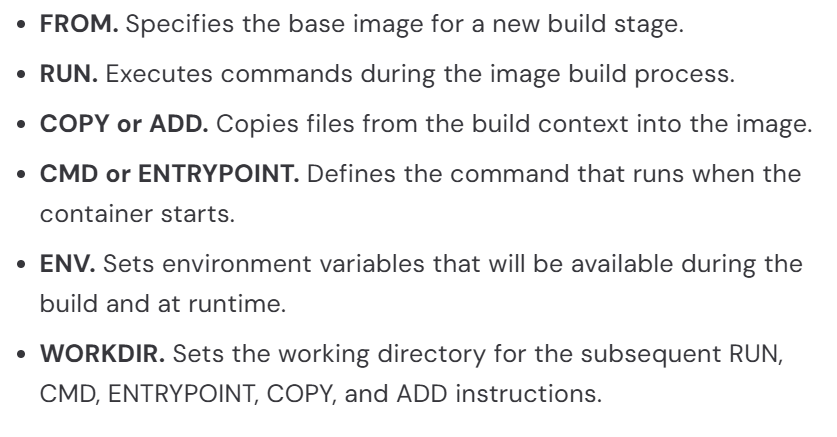 • FROM. Specifies the base image for a new build stage.
• RUN. Executes commands during the image build process.
• COPY or ADD. Copies files from the build context into the image.
• CMD or ENTRYPOINT. Defines the command that runs when the
container starts.
• ENV. Sets environment variables that will be available during the
build and at runtime.
• WORKDIR. Sets the working directory for the subsequent RUN,
CMD, ENTRYPOINT, COPY, and ADD instructions.